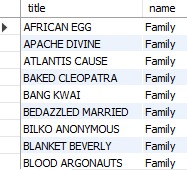 title name
AFRICAN EGG Family
APACHE DIVINE Family
ATLANTIS CAUSE Family
BAKED CLEOPATRA Family
BANG KWAI Family
BEDAZZLED MARRIED Family
BILKO ANONYMOUS Family
BLANKET BEVERLY Family
BLOOD ARGONAUTS Family